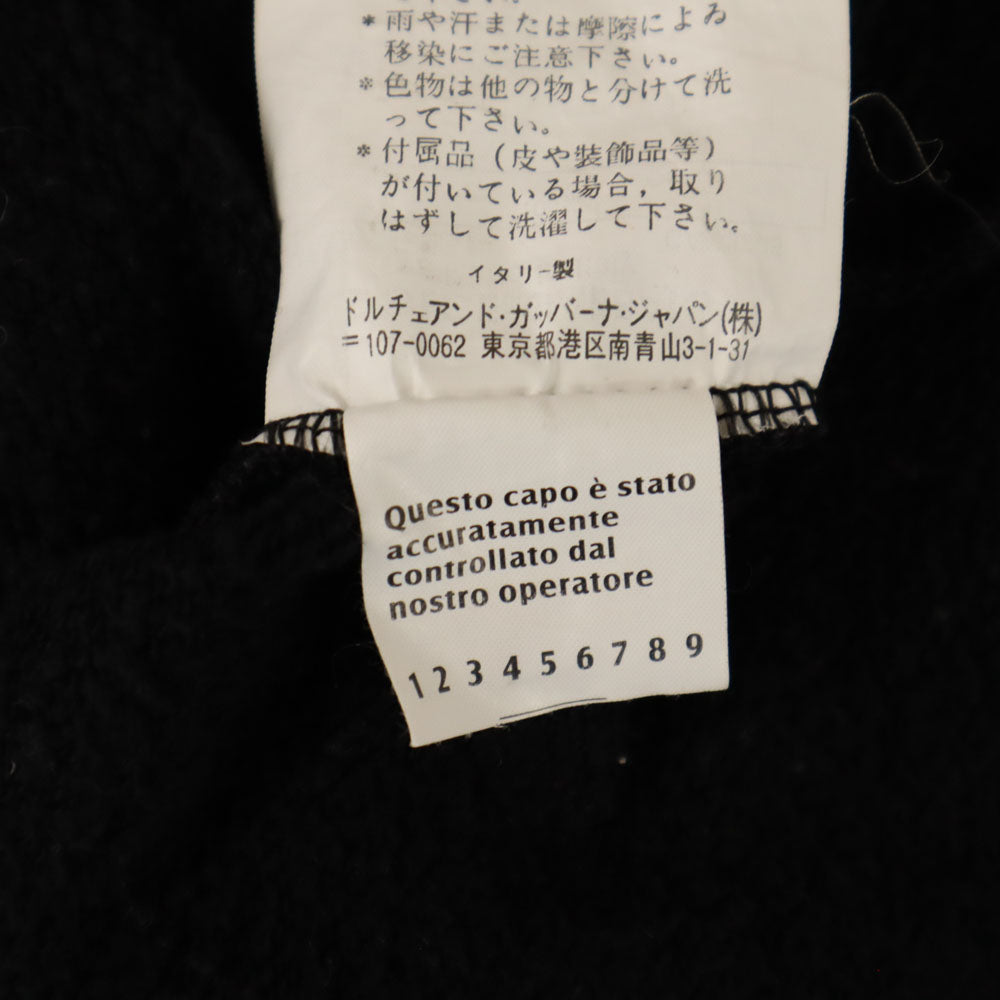 下さい。
*雨や汗または摩擦による
移染にご注意下さい。
*色物は他の物と分けて洗
って下さい。
*付属品（皮や装飾品等）
が付いている場合，取り
はずして洗濯して下さい。
イタリー製
ドルチェアンド・ガッバーナ・ジャパン(株)
〒107-0062 東京都港区南青山3-1-31
Questo capo è stato
accuratamente
controllato dal
nostro operatore
1 2 3 4 5 6 7 8 9